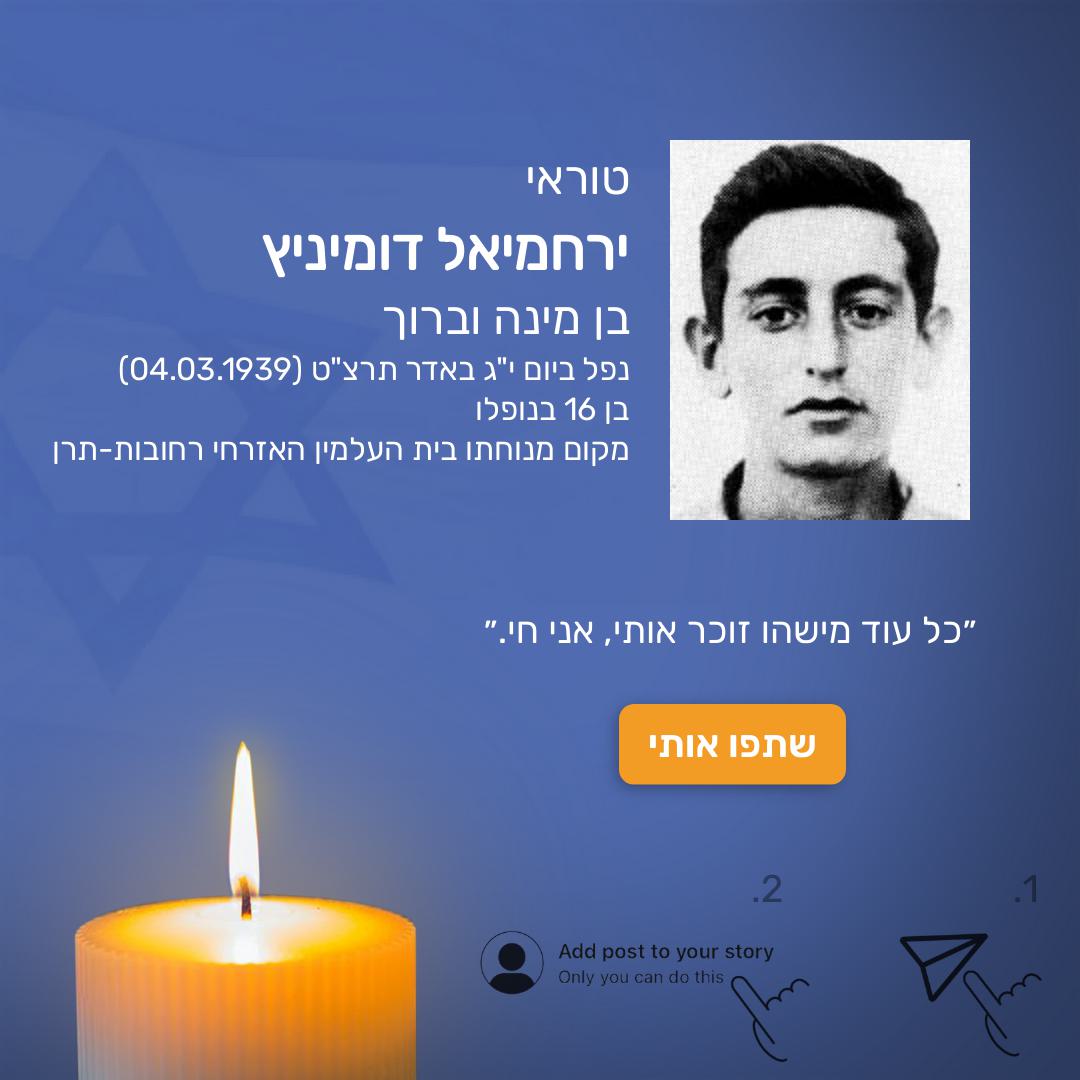 טוראי
ירחמיאל דומיניץ
בן מינה וברוך
נפל ביום י"ג באדר תרצ"ט (04.03.1939)
בן 16 בנופלו
מקום מנוחתו בית העלמין האזרחי רחובות-תרן
״כל עוד מישהו זוכר אותי, אני חי.״
שתפו אותי
1.
2.
Add post to your story
Only you can do this